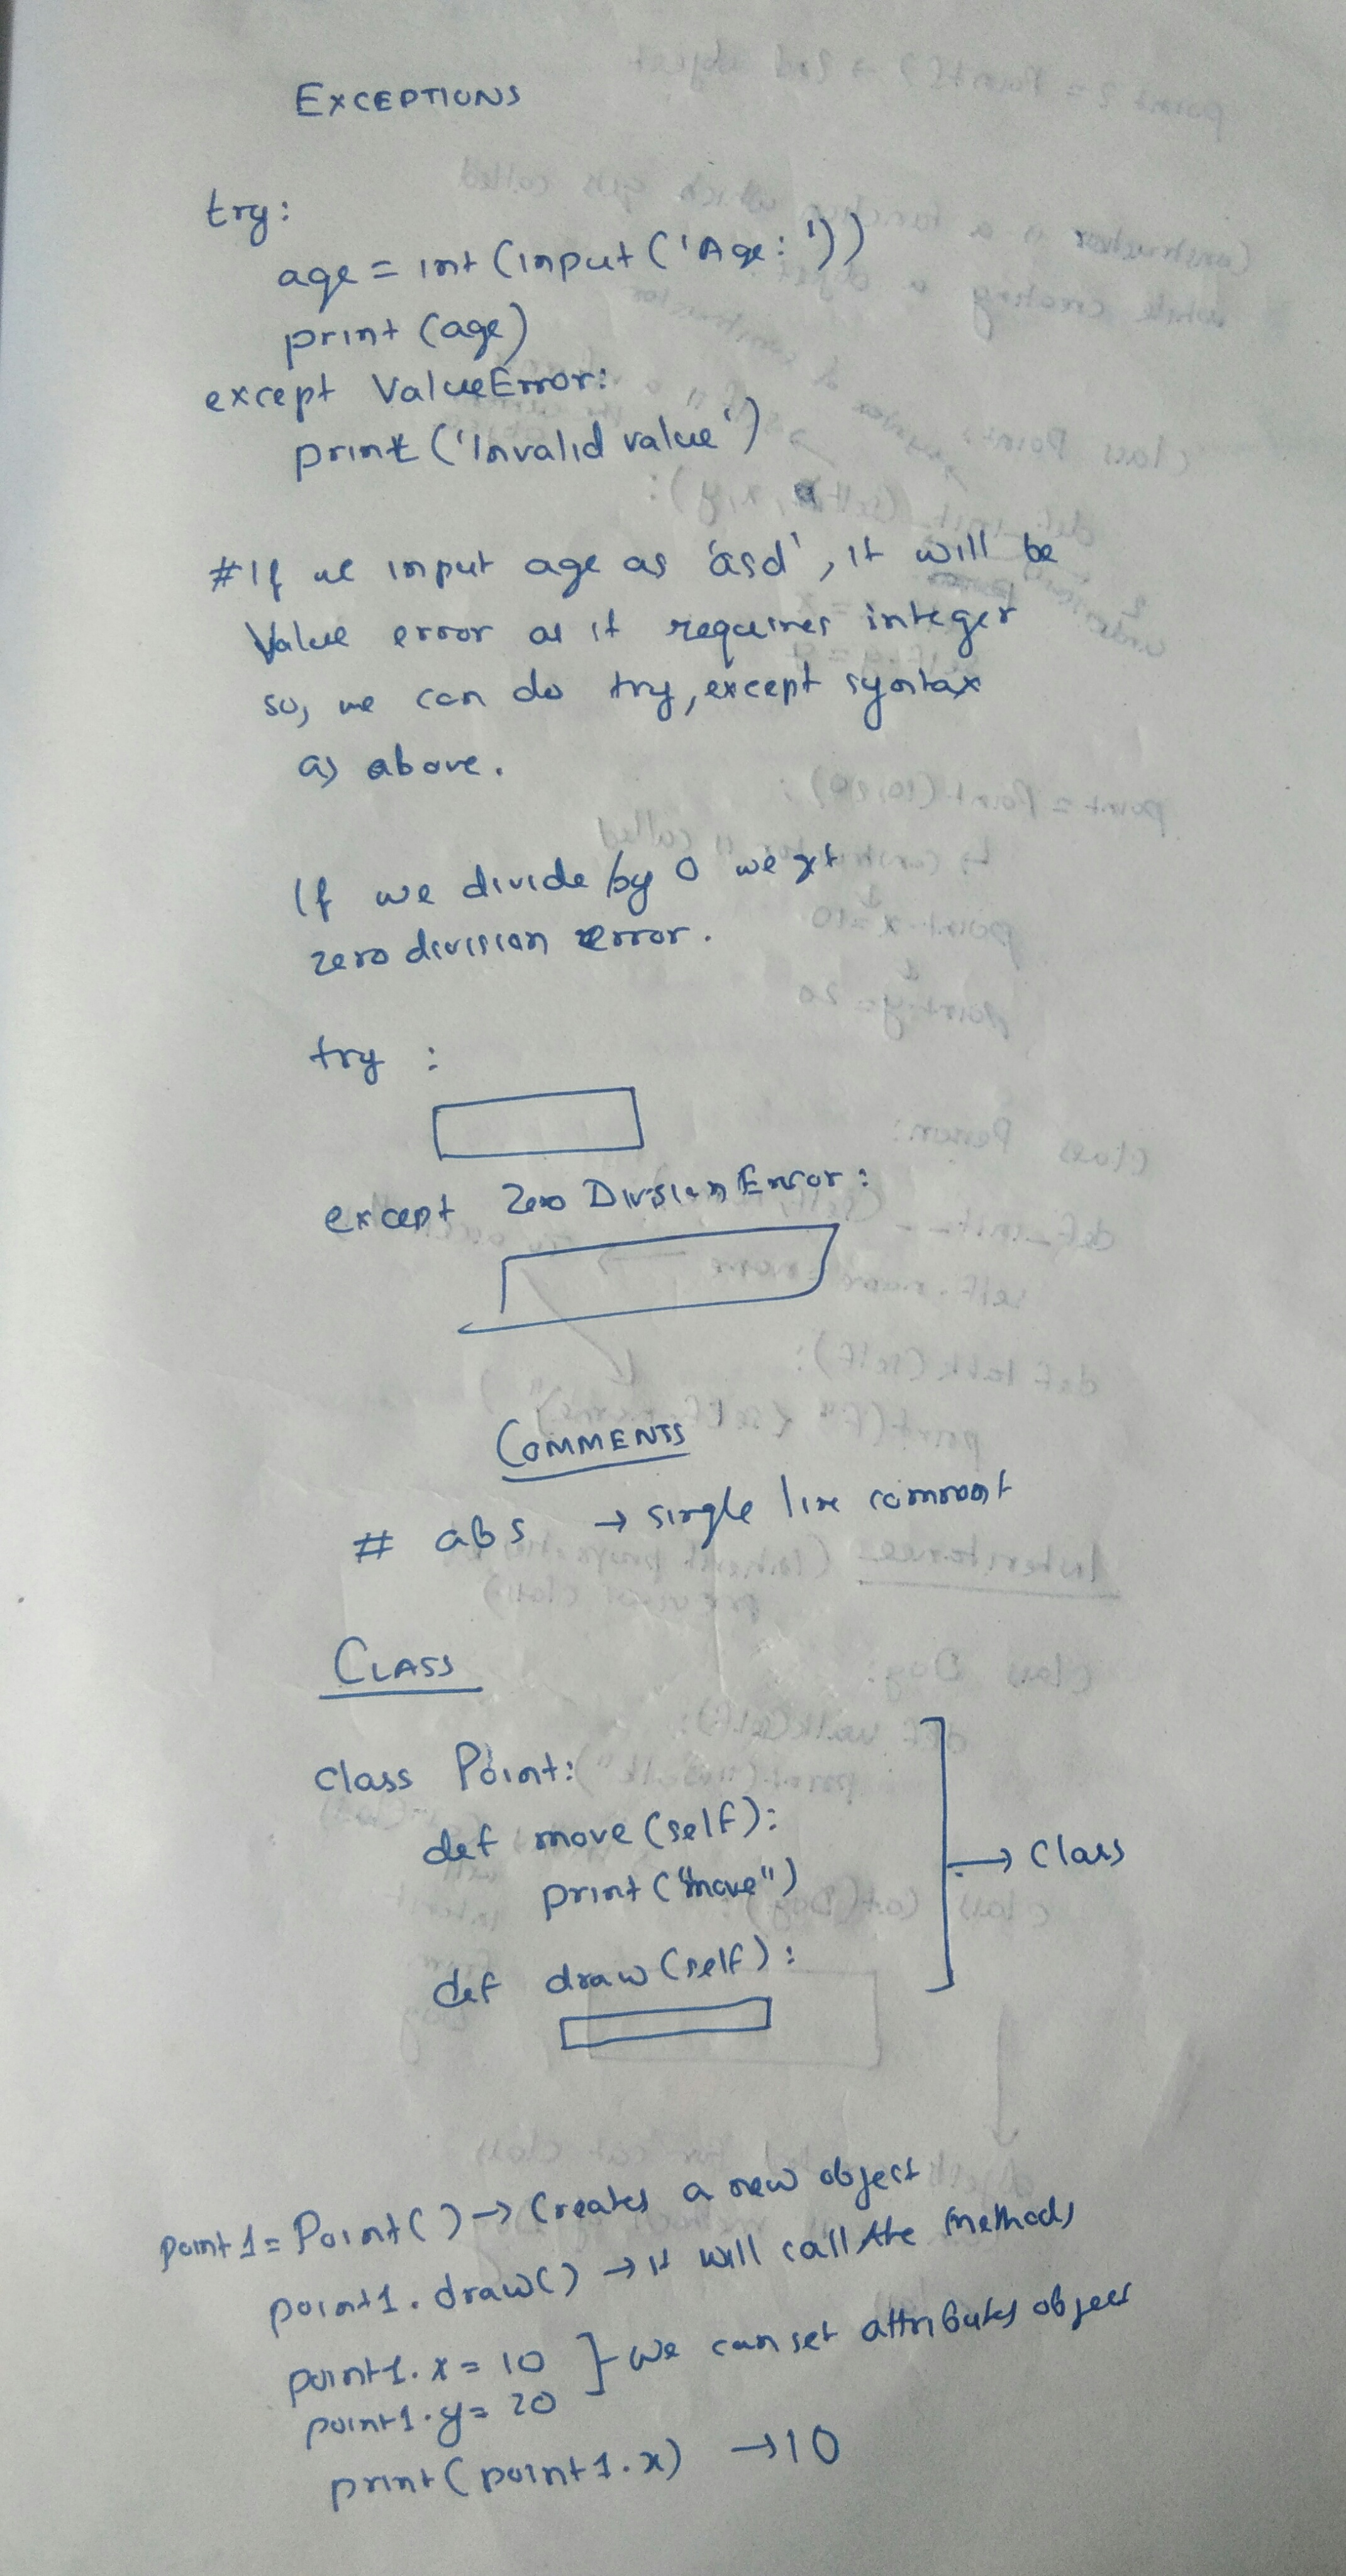 EXCEPTIONS
try:
age = int (input ('Age: '))
print (age)
except ValueError:
print ('Invalid value')
#If we input age as 'asd', it will be
Value error as it requires integer
so, we can do try, except syntax
as above.
If we divide by 0 we get
zero division error.
try :
except ZeroDivisionError:
COMMENTS
# abs → single line comment
CLASS
class Point:
def move (self):
print ("move")
→ Class
def draw (self):
point1 = Point() → Creates a new object
point1.draw() → it will call the methods
point1.x = 10 } we can set attributes object
point1.y = 20
print (point1.x) → 10